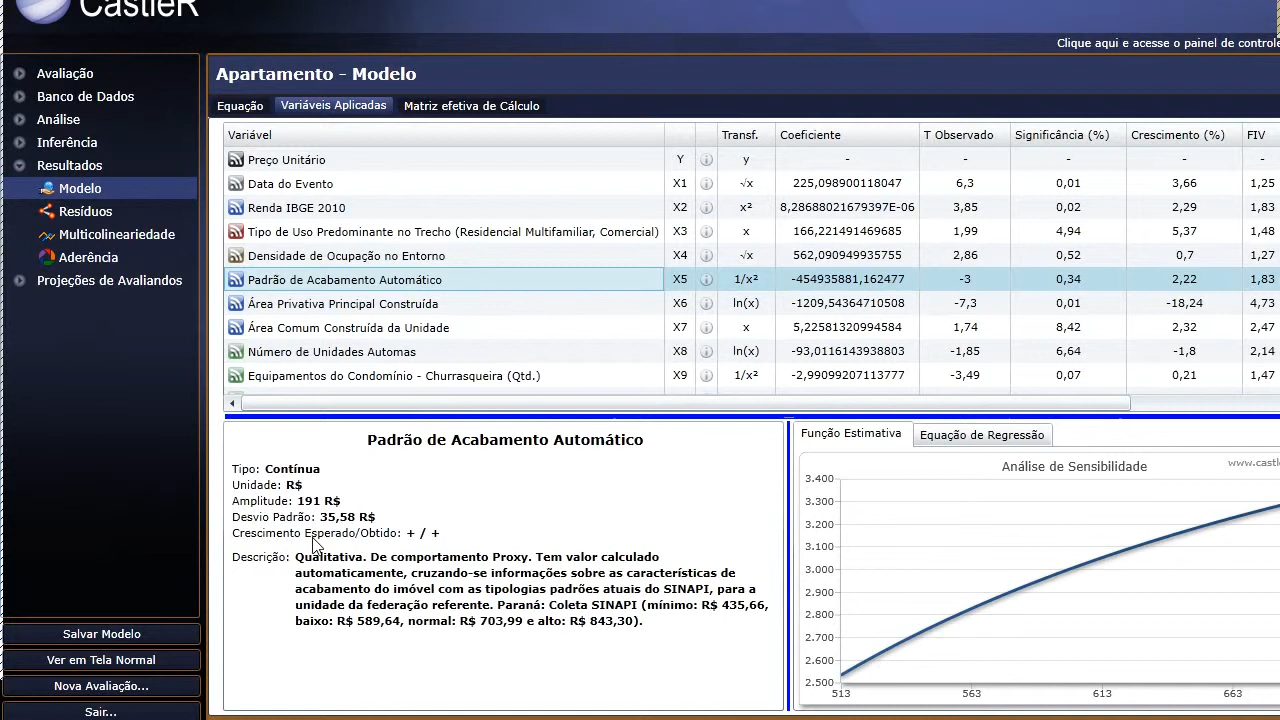 CastleR
Clique aqui e acesse o painel de controle
Avaliação
Banco de Dados
Análise
Inferência
Resultados
Modelo
Resíduos
Multicolineariedade
Aderência
Projeções de Avaliandos
Salvar Modelo
Ver em Tela Normal
Nova Avaliação...
Sair...
Apartamento - Modelo
Equação Variáveis Aplicadas Matriz efetiva de Cálculo
Variável Transf. Coeficiente T Observado Significância (%) Crescimento (%) FIV
Preço Unitário Y y - - - - -
Data do Evento X1 √x 225,098900118047 6,3 0,01 3,66 1,25
Renda IBGE 2010 X2 x² 8,28688021679397E-06 3,85 0,02 2,29 1,83
Tipo de Uso Predominante no Trecho (Residencial Multifamiliar, Comercial) X3 x 166,221491469685 1,99 4,94 5,37 1,48
Densidade de Ocupação no Entorno X4 √x 562,090949935755 2,86 0,52 0,7 1,27
Padrão de Acabamento Automático X5 1/x² -454935881,162477 -3 0,34 2,22 1,83
Área Privativa Principal Construída X6 ln(x) -1209,54364710508 -7,3 0,01 -18,24 4,73
Área Comum Construída da Unidade X7 x 5,22581320994584 1,74 8,42 2,32 2,47
Número de Unidades Automas X8 ln(x) -93,0116143938803 -1,85 6,64 -1,8 2,14
Equipamentos do Condomínio - Churrasqueira (Qtd.) X9 1/x² -2,99099207113777 -3,49 0,07 0,21 1,47
Padrão de Acabamento Automático
Tipo: Contínua
Unidade: R$
Amplitude: 191 R$
Desvio Padrão: 35,58 R$
Crescimento Esperado/Obtido: + / +
Descrição: Qualitativa. De comportamento Proxy. Tem valor calculado
automaticamente, cruzando-se informações sobre as características de
acabamento do imóvel com as tipologias padrões atuais do SINAPI, para a
unidade da federação referente. Paraná: Coleta SINAPI (mínimo: R$ 435,66,
baixo: R$ 589,64, normal: R$ 703,99 e alto: R$ 843,30).
Função Estimativa Equação de Regressão
Análise de Sensibilidade
www.castl
3.400
3.300
3.200
3.100
3.000
2.900
2.800
2.700
2.600
2.500
513 563 613 663